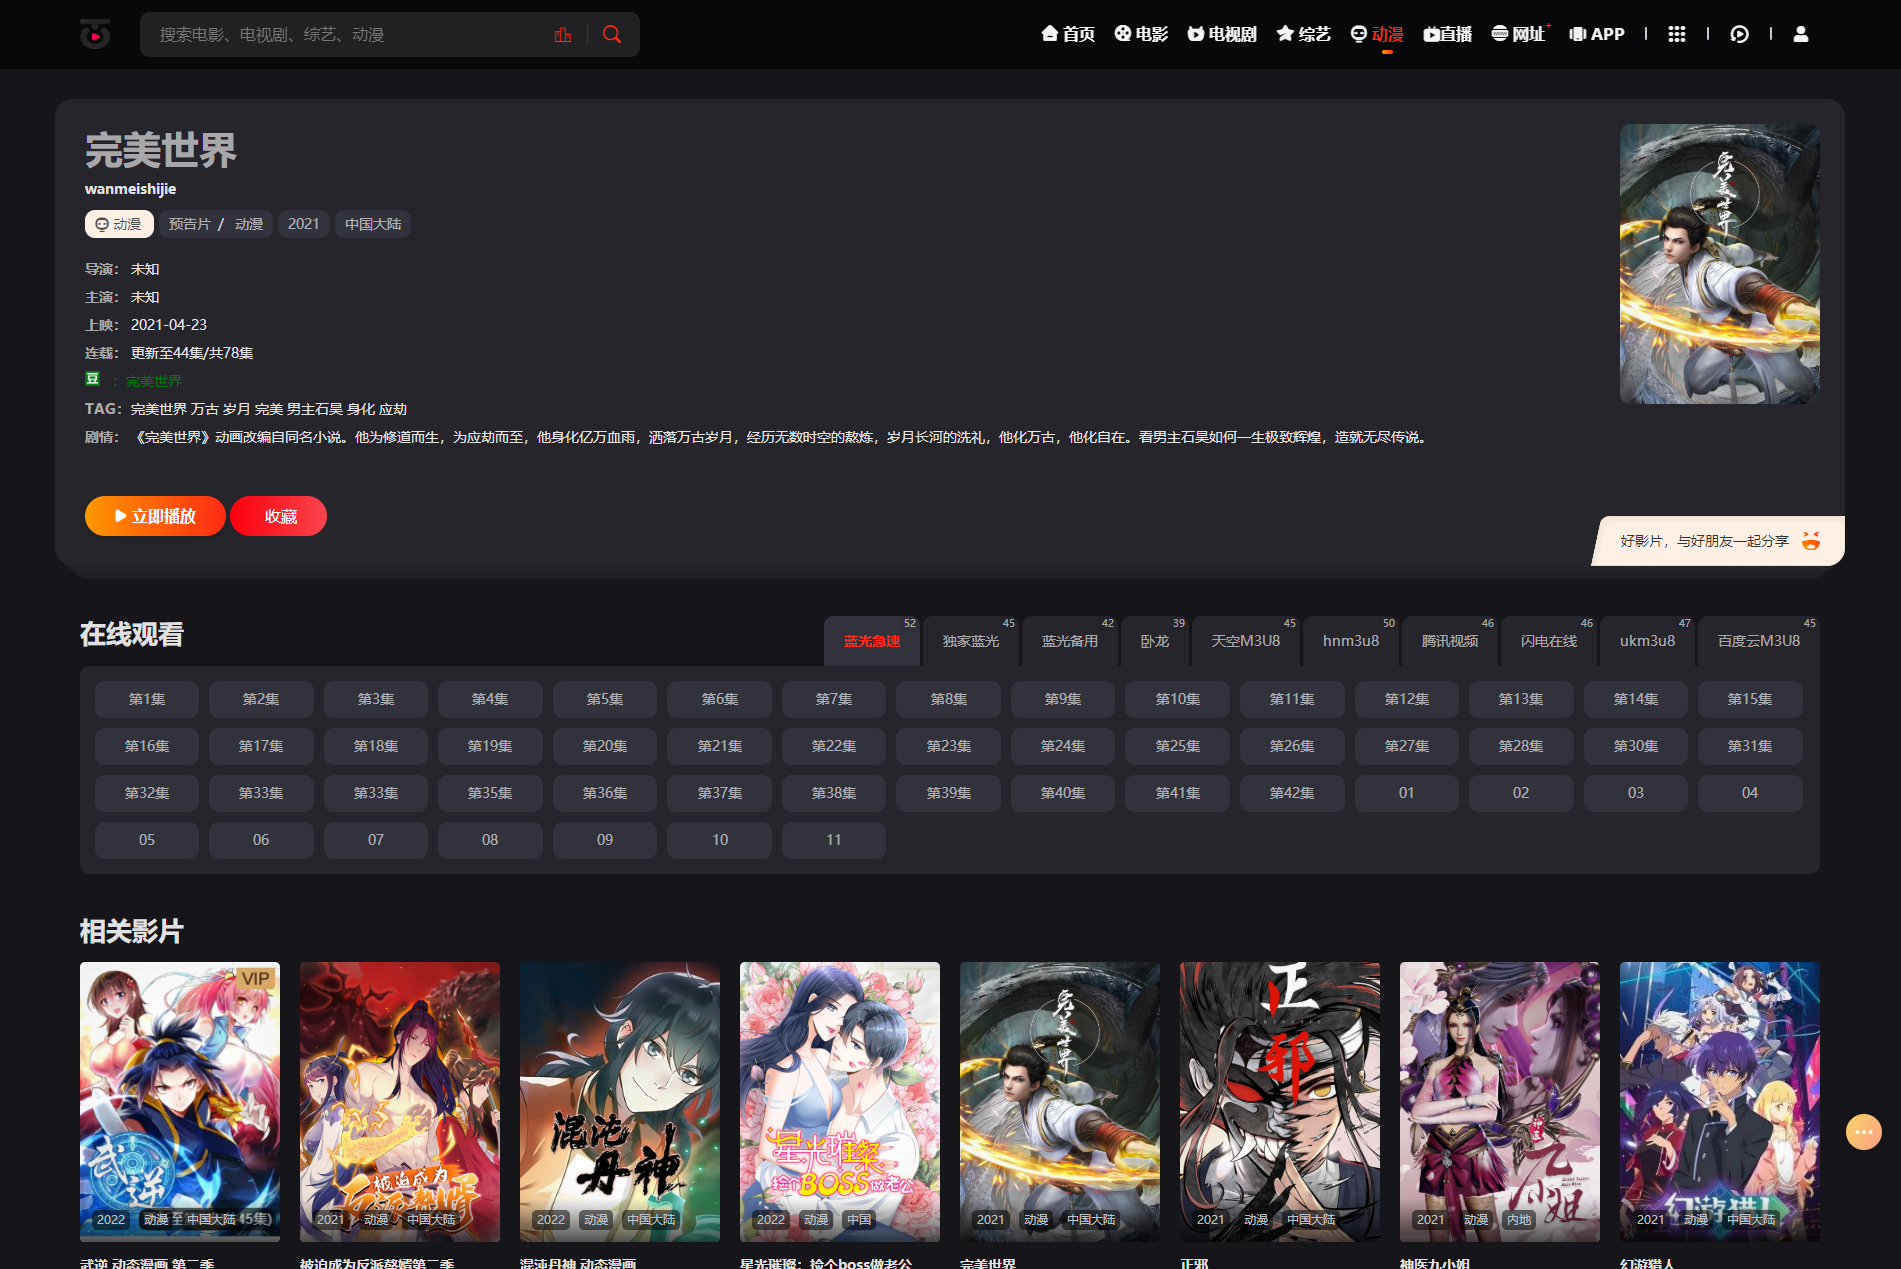 搜索电影、电视剧、综艺、动漫
首页 电影 电视剧 综艺 动漫 直播 网址+ APP
完美世界
wanmeishijie
动漫 预告片 / 动漫 2021 中国大陆
导演： 未知
主演： 未知
上映： 2021-04-23
连载： 更新至44集/共78集
豆 ：完美世界
TAG： 完美世界 万古 岁月 完美 男主石昊 身化 应劫
剧情： 《完美世界》动画改编自同名小说。他为修道而生，为应劫而至，他身化亿万血雨，洒落万古岁月，经历无数时空的熬炼，岁月长河的洗礼，他化万古，他化自在。看男主石昊如何一生极致辉煌，造就无尽传说。
立即播放 收藏
完美世界
好影片，与好朋友一起分享
在线观看
蓝光急速 52 独家蓝光 45 蓝光备用 42 卧龙 39 天空M3U8 45 hnm3u8 50 腾讯视频 46 闪电在线 46 ukm3u8 47 百度云M3U8 45
第1集 第2集 第3集 第4集 第5集 第6集 第7集 第8集 第9集 第10集 第11集 第12集 第13集 第14集 第15集
第16集 第17集 第18集 第19集 第20集 第21集 第22集 第23集 第24集 第25集 第26集 第27集 第28集 第30集 第31集
第32集 第33集 第33集 第35集 第36集 第37集 第38集 第39集 第40集 第41集 第42集 01 02 03 04
05 06 07 08 09 10 11
相关影片
VIP
武逆
2022 动漫 中国大陆
武逆 动态漫画 第二季
被迫成为
2021 动漫 中国大陆
被迫成为反派赘婿第二季
混沌丹神
2022 动漫 中国大陆
混沌丹神 动态漫画
星光璀璨
捡个BOSS做老公
2022 动漫 中国
星光璀璨：捡个boss做老公
完美世界
2021 动漫 中国大陆
完美世界
正邪
2021 动漫 中国大陆
正邪
神医
九小姐
2021 动漫 内地
神医九小姐
幻游猎人
2021 动漫 中国大陆
幻游猎人